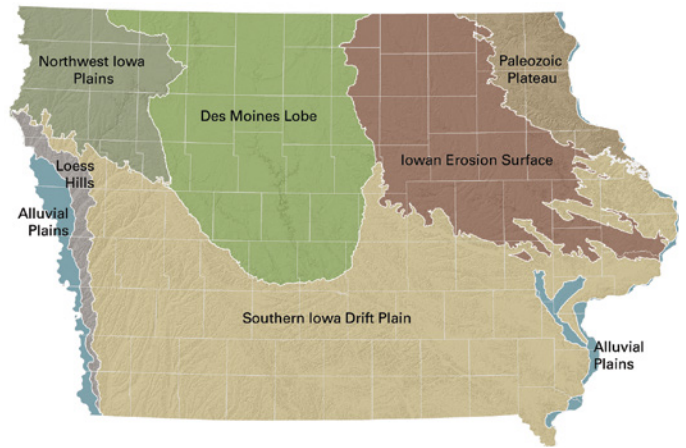 Northwest Iowa
Plains
Des Moines Lobe
Paleozoic
Plateau
Iowan Erosion Surface
Loess
Hills
Alluvial
Plains
Southern Iowa Drift Plain
Alluvial
Plains